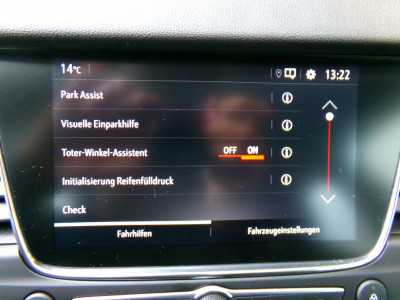 14°C 13:22
Park Assist
Visuelle Einparkhilfe
Toter-Winkel-Assistent OFF ON
Initialisierung Reifenfülldruck
Check
Fahrhilfen Fahrzeugeinstellungen